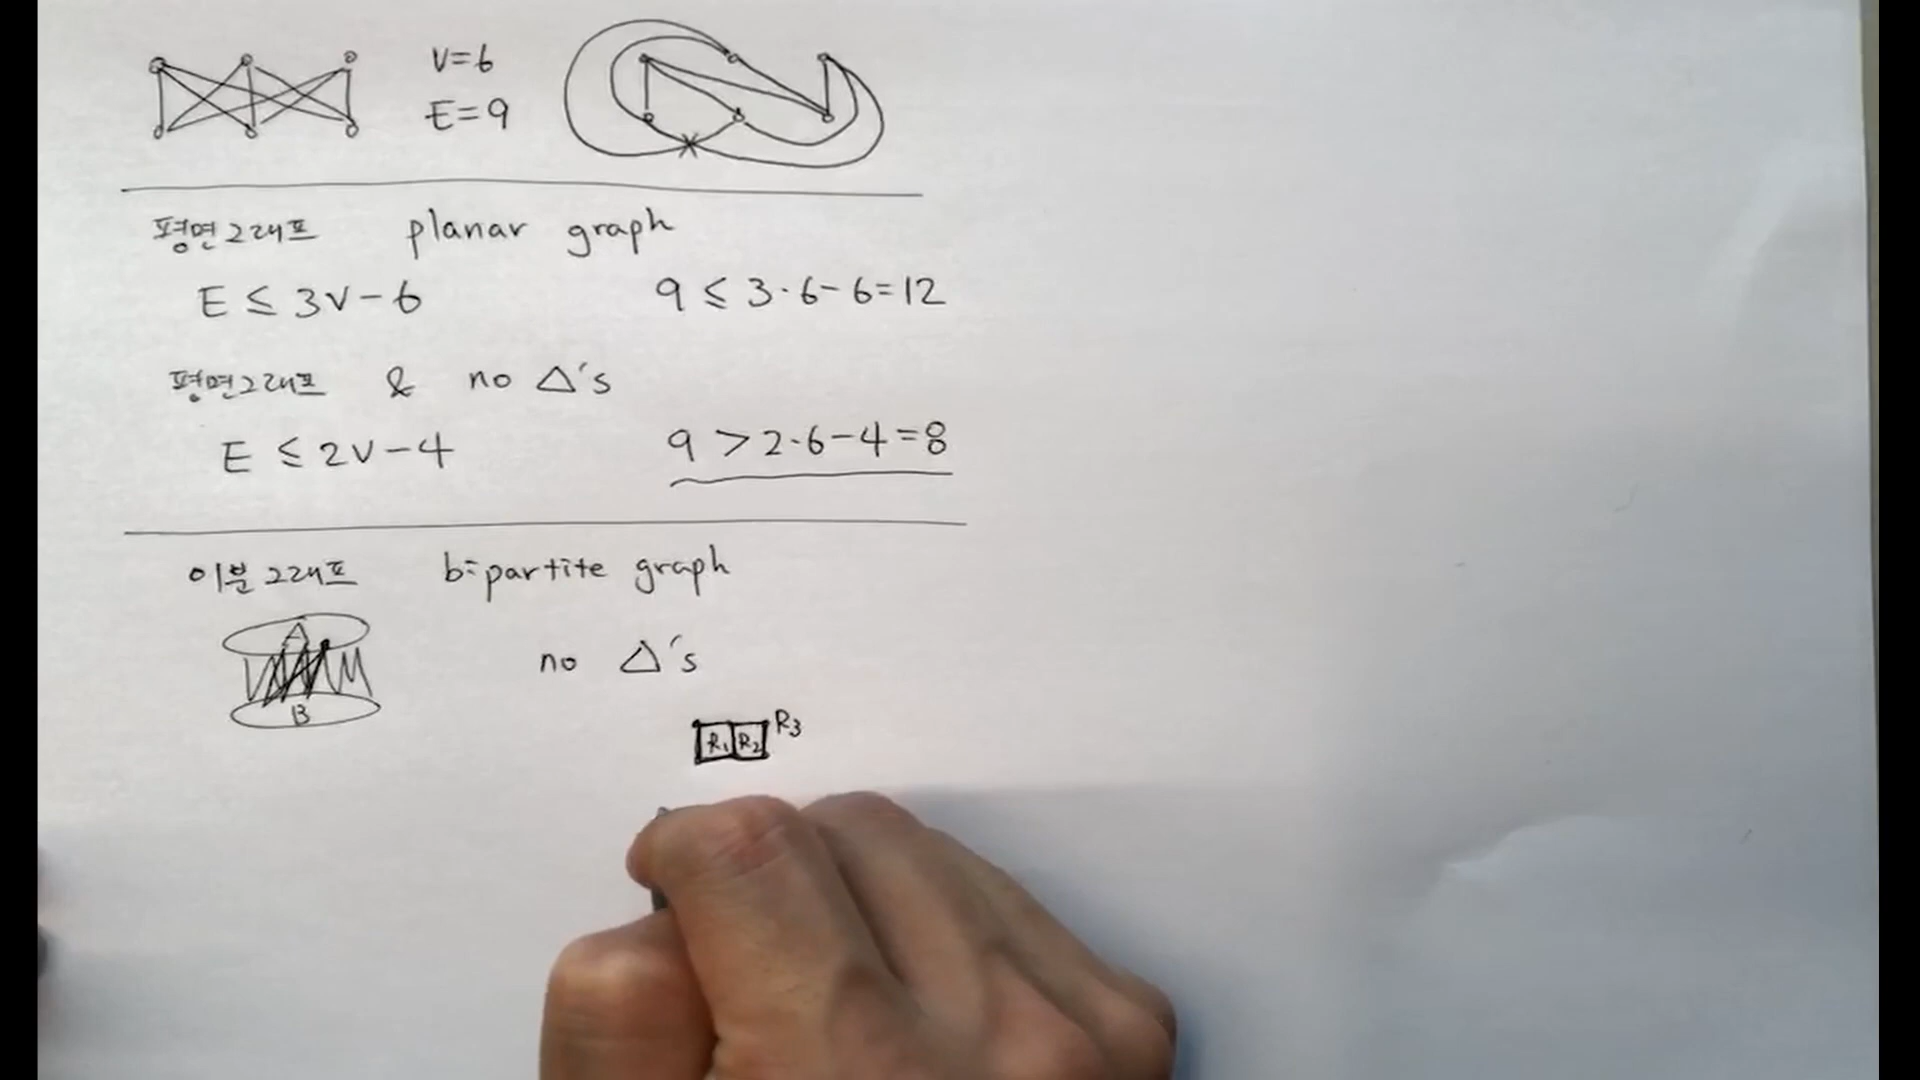 V=6
E=9
평면그래프 planar graph
E ≤ 3V-6 9 ≤ 3·6-6=12
평면그래프 & no △'s
E ≤ 2V-4 9 > 2·6-4=8
이분그래프 bipartite graph
A
no △'s
B
R1 R2 R3